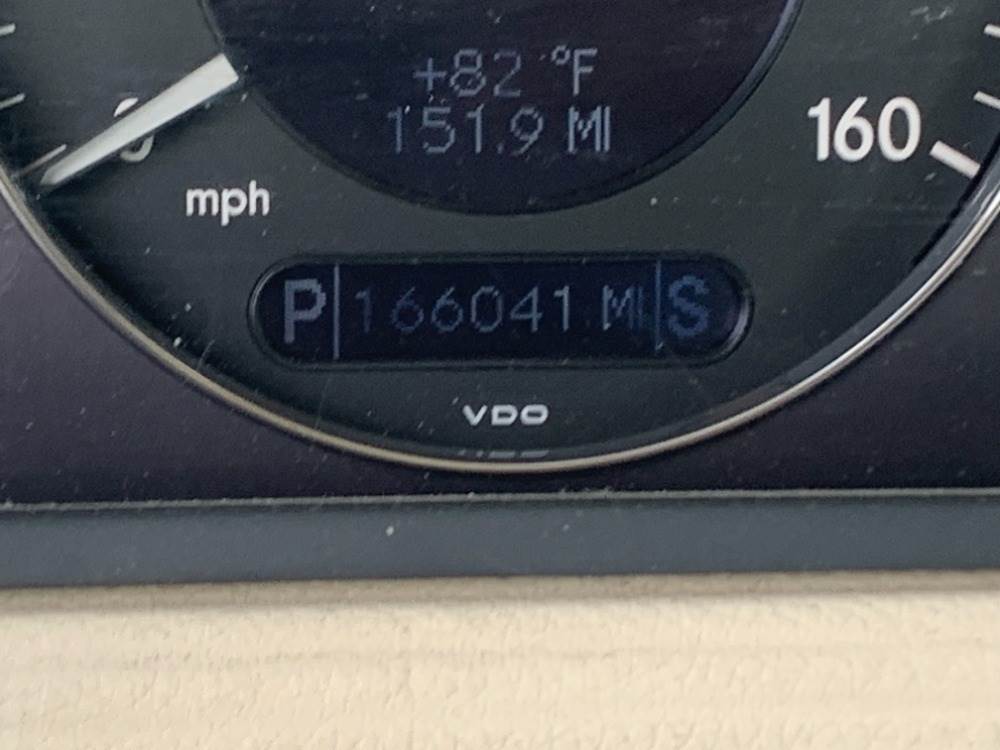 +82 °F
151.9 MI
160
mph
P 166041 MI S
VDO